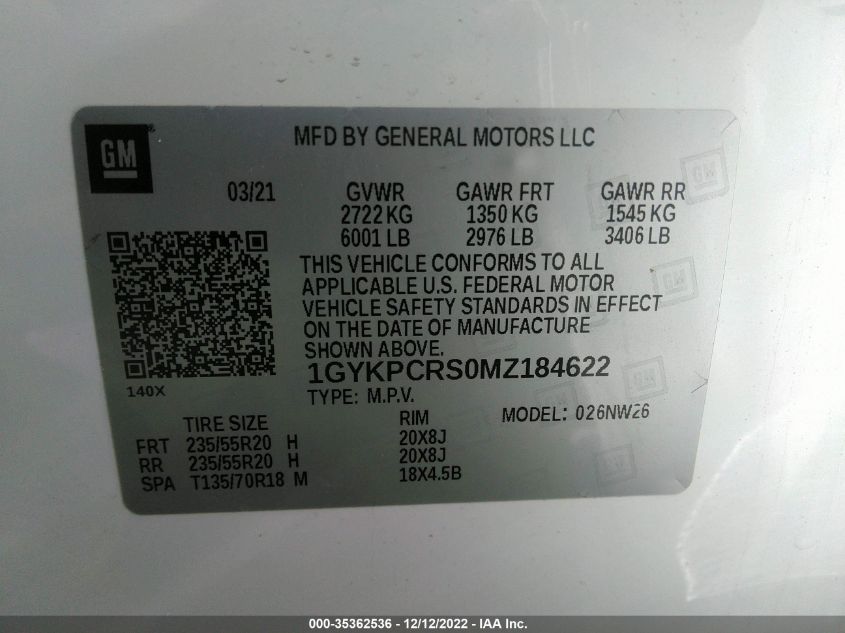 GM
MFD BY GENERAL MOTORS LLC
03/21 GVWR GAWR FRT GAWR RR
2722 KG 1350 KG 1545 KG
6001 LB 2976 LB 3406 LB
THIS VEHICLE CONFORMS TO ALL
APPLICABLE U.S. FEDERAL MOTOR
VEHICLE SAFETY STANDARDS IN EFFECT
ON THE DATE OF MANUFACTURE
SHOWN ABOVE.
1GYKPCRS0MZ184622
140X
TYPE: M.P.V.
MODEL: 026NW26
TIRE SIZE RIM
FRT 235/55R20 H 20X8J
RR 235/55R20 H 20X8J
SPA T135/70R18 M 18X4.5B
000-35362536 - 12/12/2022 - IAA Inc.